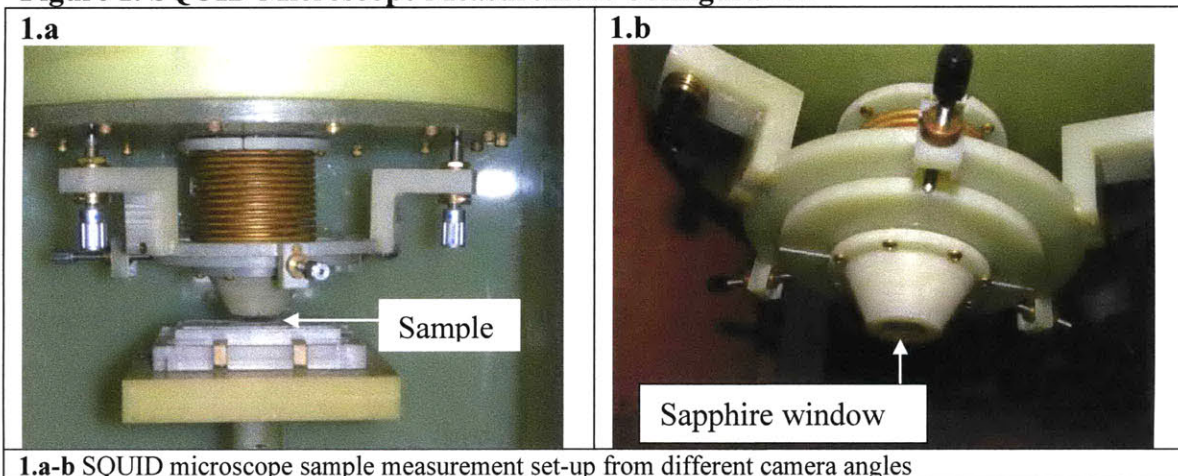 1.a
1.b
Sample
Sapphire window
1.a-b SQUID microscope sample measurement set-up from different camera angles